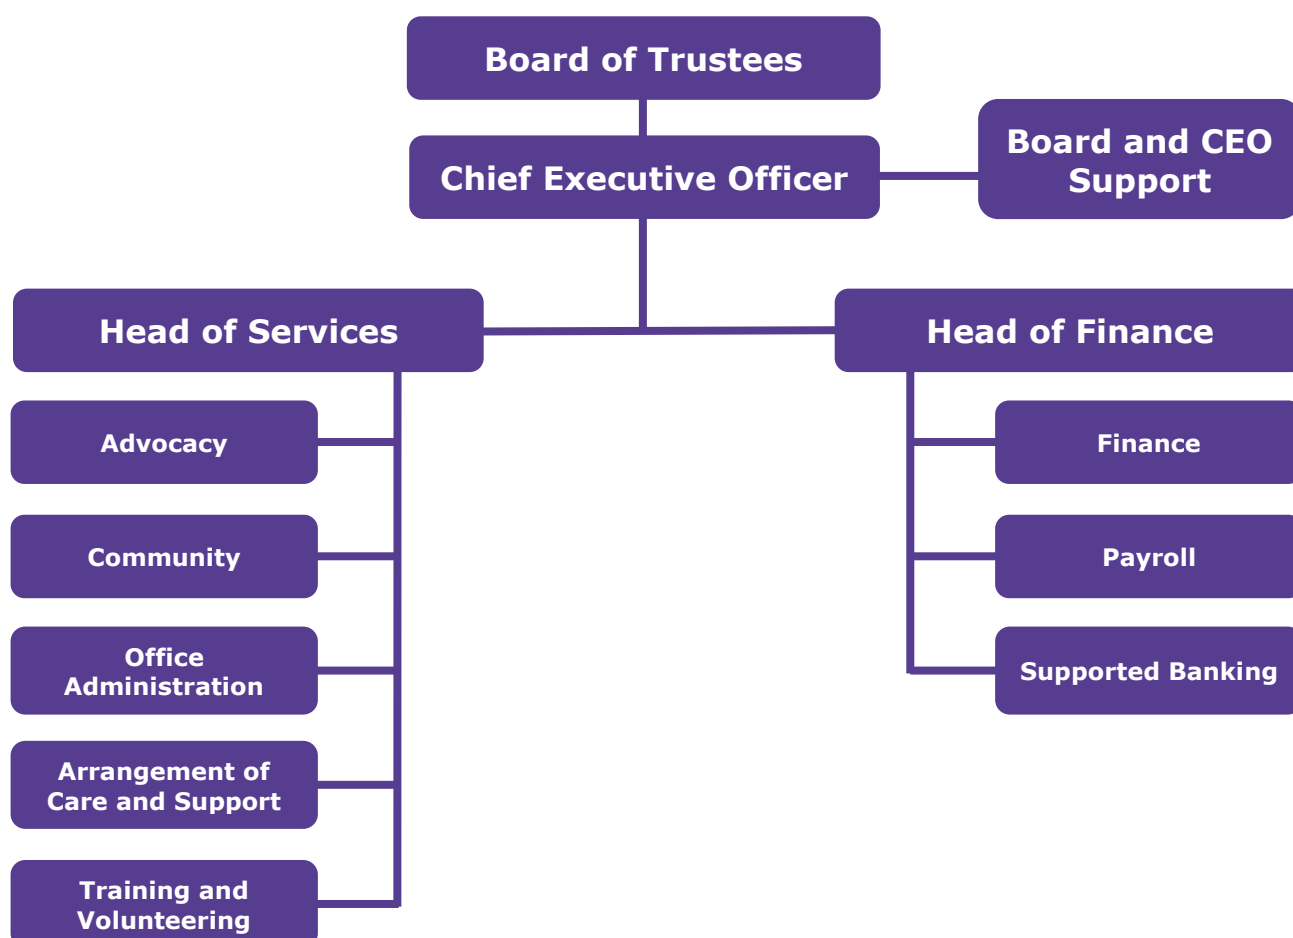 Board of Trustees
Chief Executive Officer
Board and CEO
Support
Head of Services
Head of Finance
Advocacy
Community
Office
Administration
Arrangement of
Care and Support
Training and
Volunteering
Finance
Payroll
Supported Banking